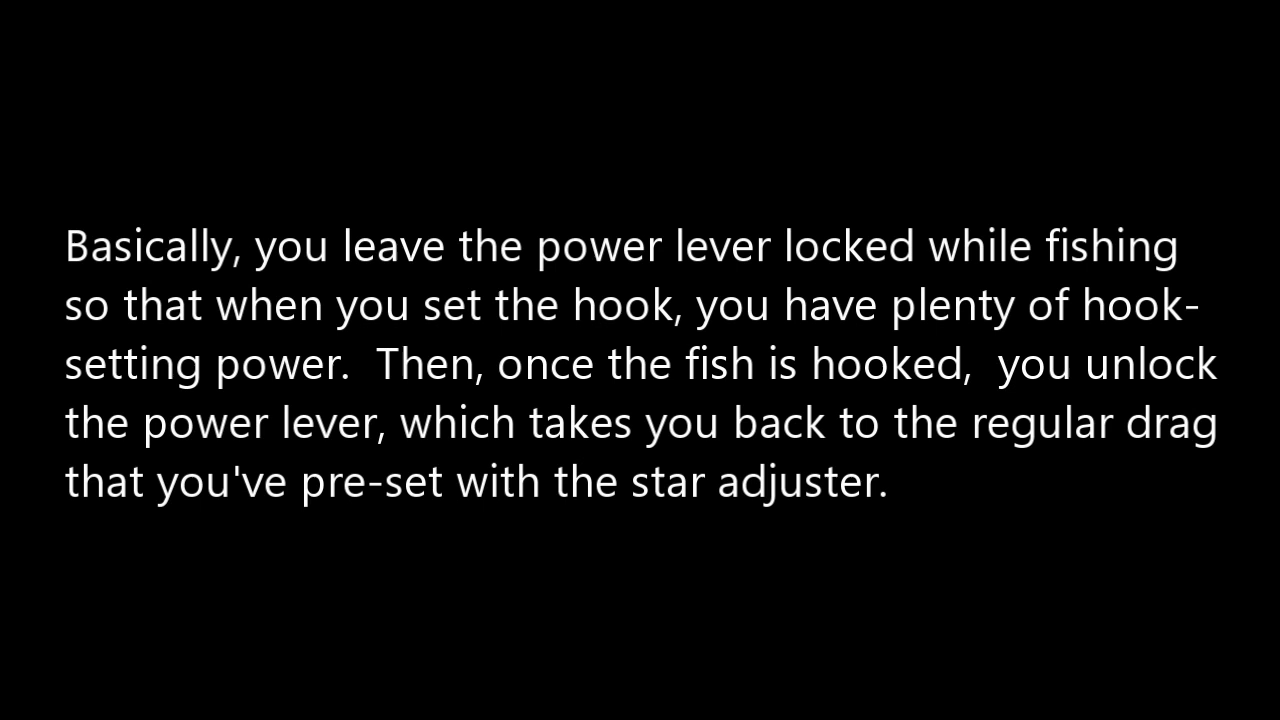 Basically, you leave the power lever locked while fishing
so that when you set the hook, you have plenty of hook-
setting power.  Then, once the fish is hooked,  you unlock
the power lever, which takes you back to the regular drag
that you've pre-set with the star adjuster.